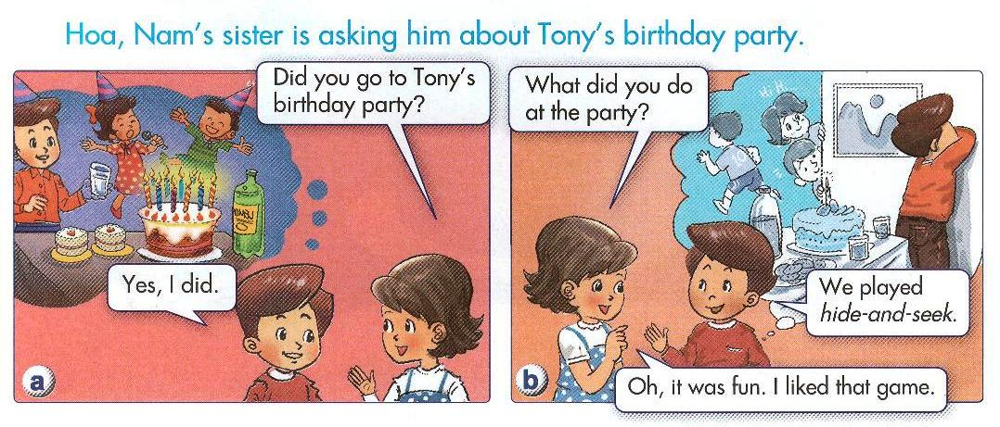 Hoa, Nam's sister is asking him about Tony's birthday party.
Did you go to Tony's
birthday party?
Yes, I did.
a
What did you do
at the party?
Hi Hi...
10
We played
hide-and-seek.
Oh, it was fun. I liked that game.
b